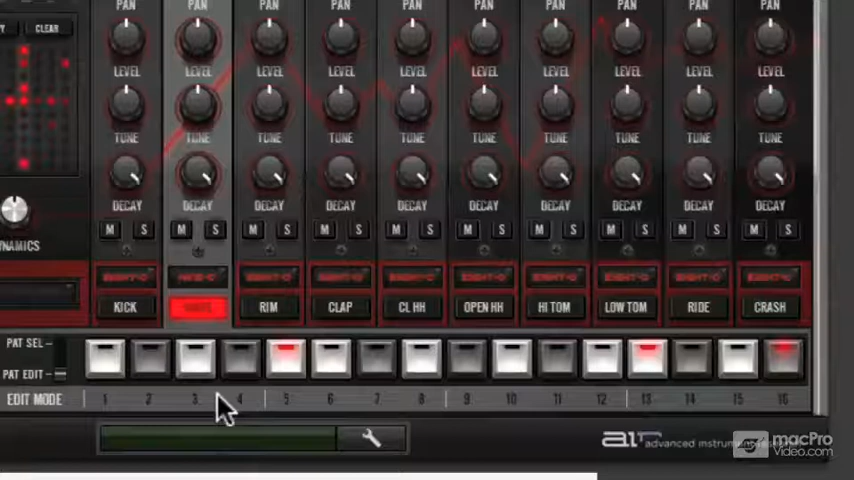 PAN PAN PAN PAN PAN PAN PAN PAN PAN PAN
CLEAR
LEVEL LEVEL LEVEL LEVEL LEVEL LEVEL LEVEL LEVEL LEVEL LEVEL
TUNE TUNE TUNE TUNE TUNE TUNE TUNE TUNE TUNE TUNE
DECAY DECAY DECAY DECAY DECAY DECAY DECAY DECAY DECAY DECAY
M S M S M S M S M S M S M S M S M S M S
NAMICS
KICK RIM CLAP CL HH OPEN HH HI TOM LOW TOM RIDE CRASH
PAT SEL
PAT EDIT
EDIT MODE 1 2 3 4 5 6 7 8 9 10 11 12 13 14 15 16
macPro
Video.com